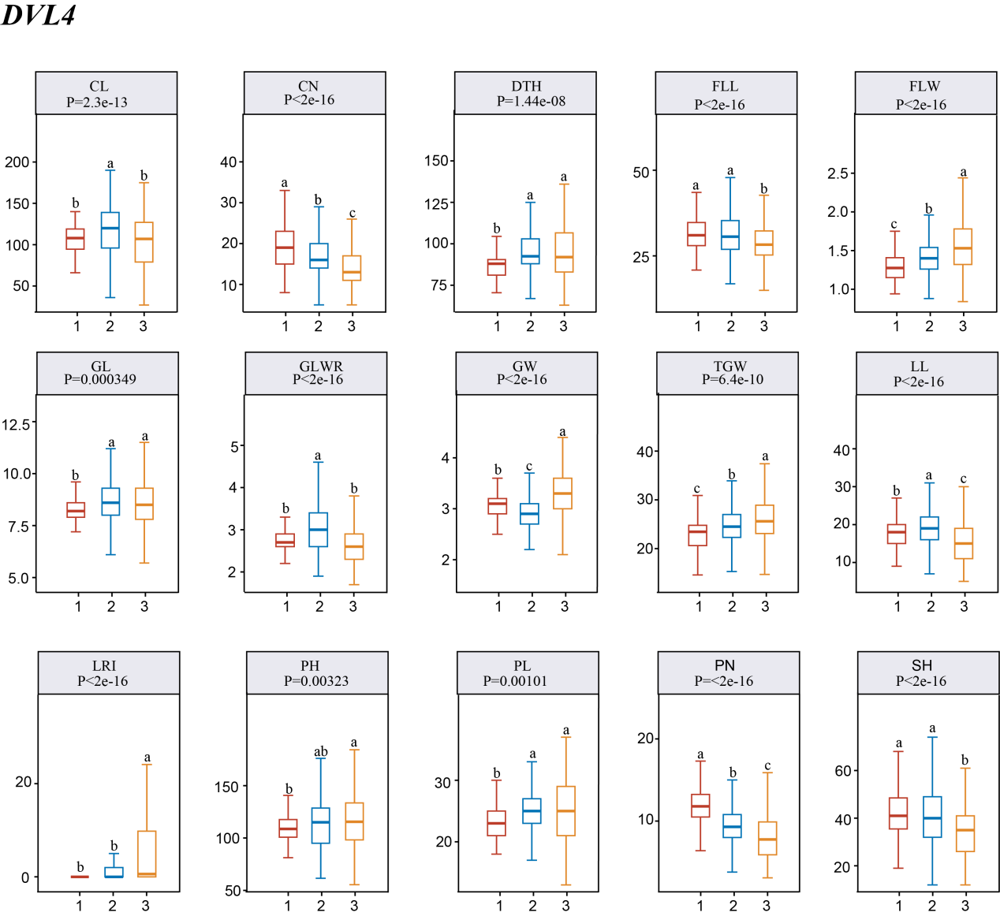 DVL4
CL
P=2.3e-13
200
150
100
50
b
a
b
1 2 3
CN
P<2e-16
40
30
20
10
a
b
c
1 2 3
DTH
P=1.44e-08
150
125
100
75
b
a
a
1 2 3
FLL
P<2e-16
50
25
a
a
b
1 2 3
FLW
P<2e-16
2.5
2.0
1.5
1.0
c
b
a
1 2 3
GL
P=0.000349
12.5
10.0
7.5
5.0
b
a
a
1 2 3
GLWR
P<2e-16
5
4
3
2
b
a
b
1 2 3
GW
P<2e-16
4
3
2
b
c
a
1 2 3
TGW
P=6.4e-10
40
30
20
c
b
a
1 2 3
LL
P<2e-16
40
30
20
10
b
a
c
1 2 3
LRI
P<2e-16
20
0
b
b
a
1 2 3
PH
P=0.00323
150
100
50
b
ab
a
1 2 3
PL
P=0.00101
30
20
b
a
a
1 2 3
PN
P=<2e-16
20
10
a
b
c
1 2 3
SH
P<2e-16
60
40
20
a
a
b
1 2 3